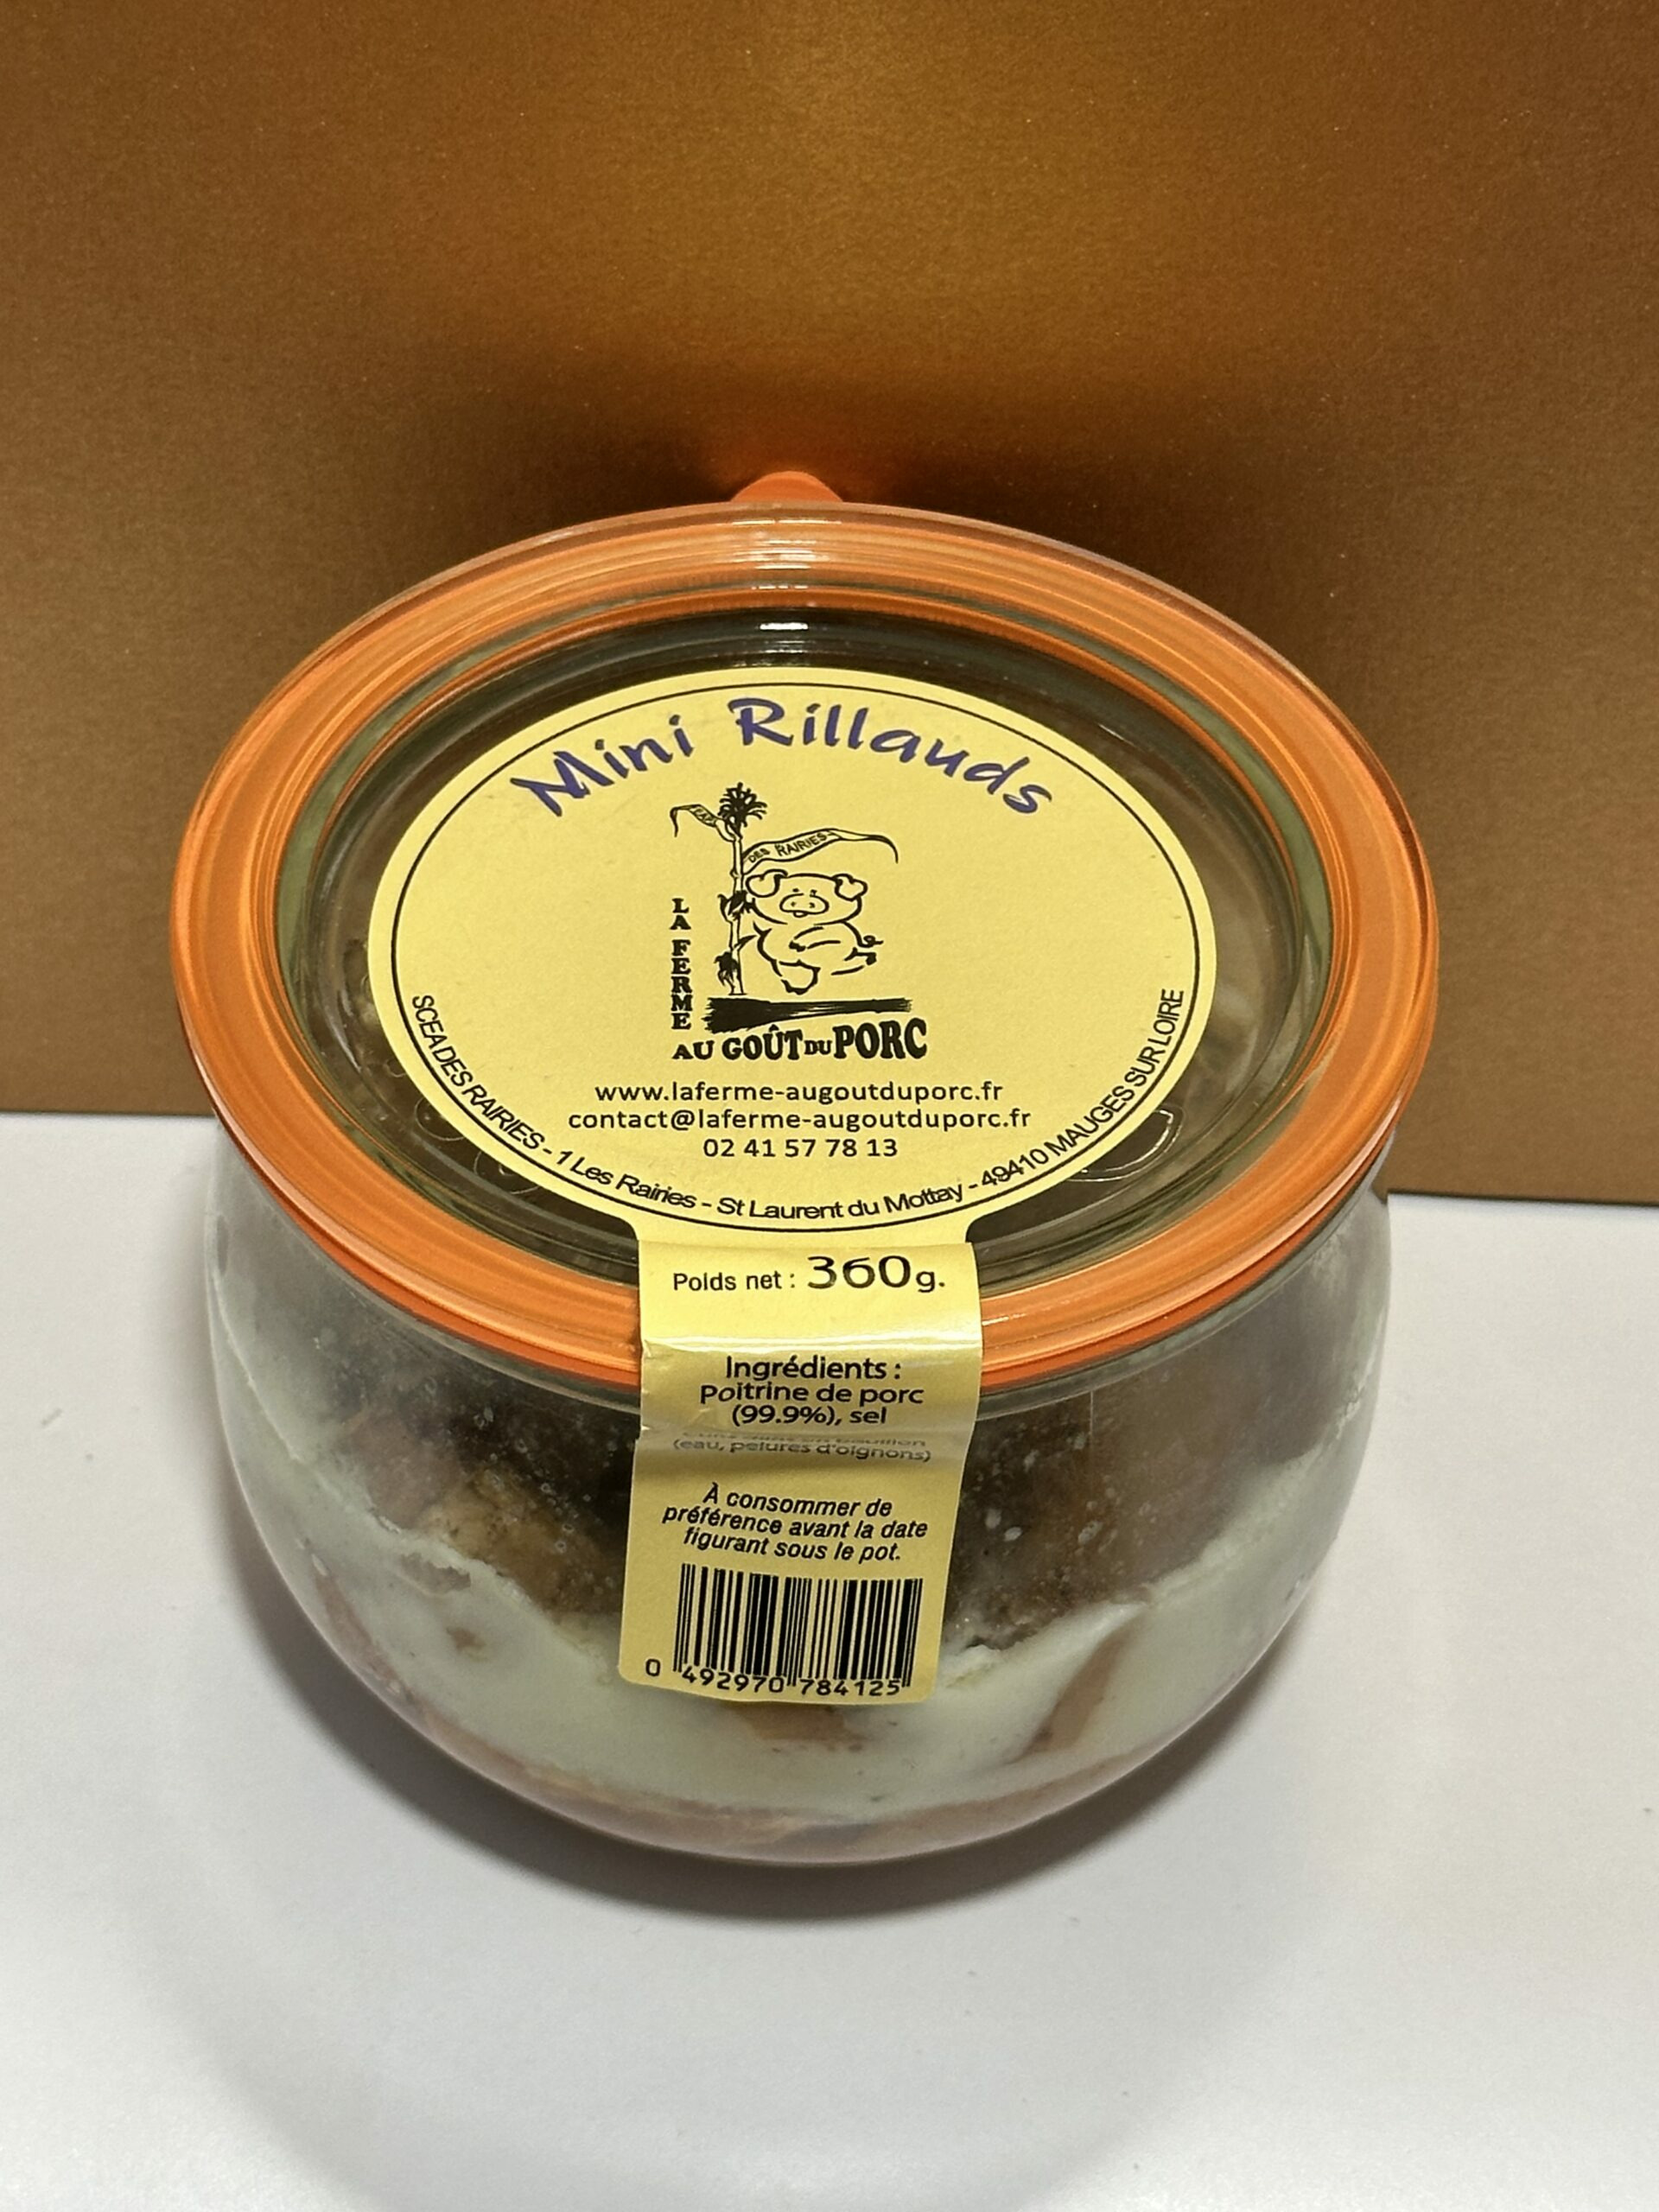 Mini Rillauds
DES RAIRIES
LA FERME
AU GOÛT DU PORC
www.laferme-augoutduporc.fr
contact@laferme-augoutduporc.fr
02 41 57 78 13
SCEA DES RAIRIES - 1 Les Rairies - St Laurent du Mottay - 49410 MAUGES SUR LOIRE
Poids net : 360g.
Ingrédients :
Poitrine de porc
(99.9%), sel
(eau, pelures d'oignons)
À consommer de
préférence avant la date
figurant sous le pot.
0 492970 784125